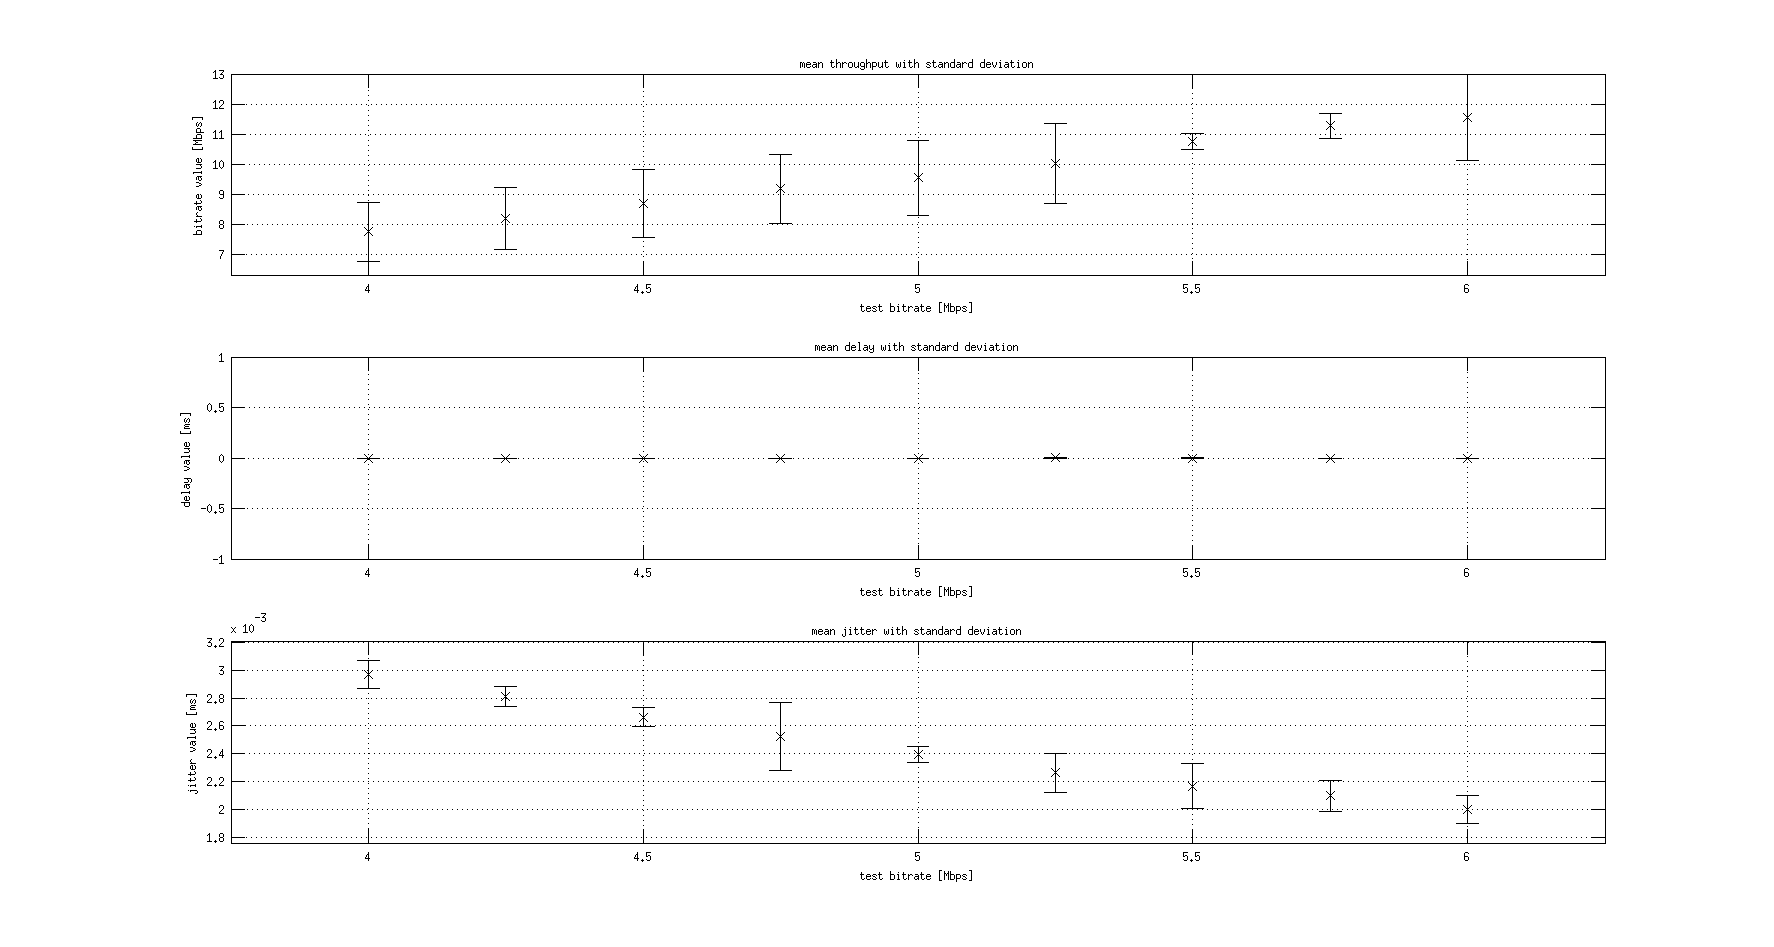 mean throughput with standard deviation
13
12
11
10
9
8
7
bitrate value [Mbps]
4 4.5 5 5.5 6
test bitrate [Mbps]
mean delay with standard deviation
1
0.5
0
-0.5
-1
delay value [ms]
4 4.5 5 5.5 6
test bitrate [Mbps]
x 10-3
mean jitter with standard deviation
3.2
3
2.8
2.6
2.4
2.2
2
1.8
jitter value [ms]
4 4.5 5 5.5 6
test bitrate [Mbps]